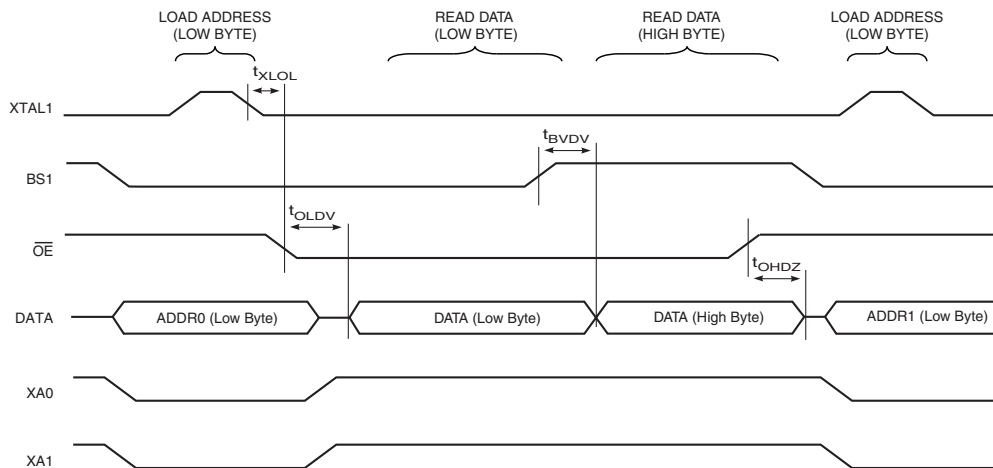 LOAD ADDRESS
(LOW BYTE)
READ DATA
(LOW BYTE)
READ DATA
(HIGH BYTE)
LOAD ADDRESS
(LOW BYTE)
tXLOL
XTAL1
tBVDV
BS1
tOLDV
OE
tOHDZ
DATA
ADDR0 (Low Byte)
DATA (Low Byte)
DATA (High Byte)
ADDR1 (Low Byte)
XA0
XA1